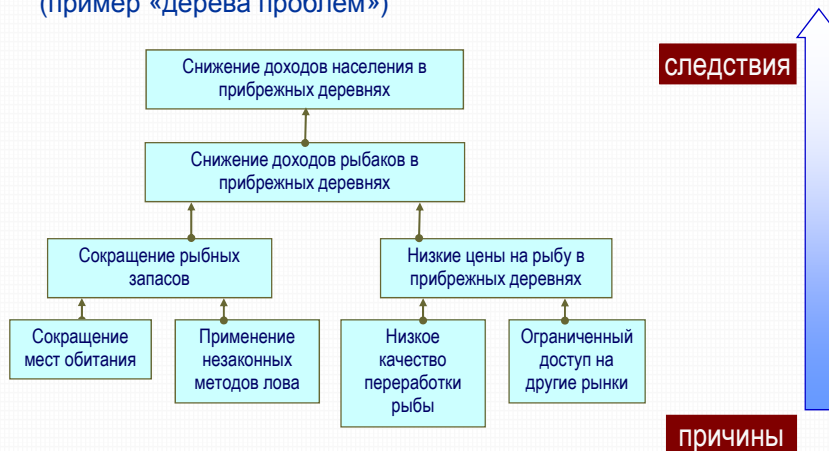 (пример «дерева проблем»)
Снижение доходов населения в
прибрежных деревнях
следствия
Снижение доходов рыбаков в
прибрежных деревнях
Сокращение рыбных
запасов
Низкие цены на рыбу в
прибрежных деревнях
Сокращение
мест обитания
Применение
незаконных
методов лова
Низкое
качество
переработки
рыбы
Ограниченный
доступ на
другие рынки
причины